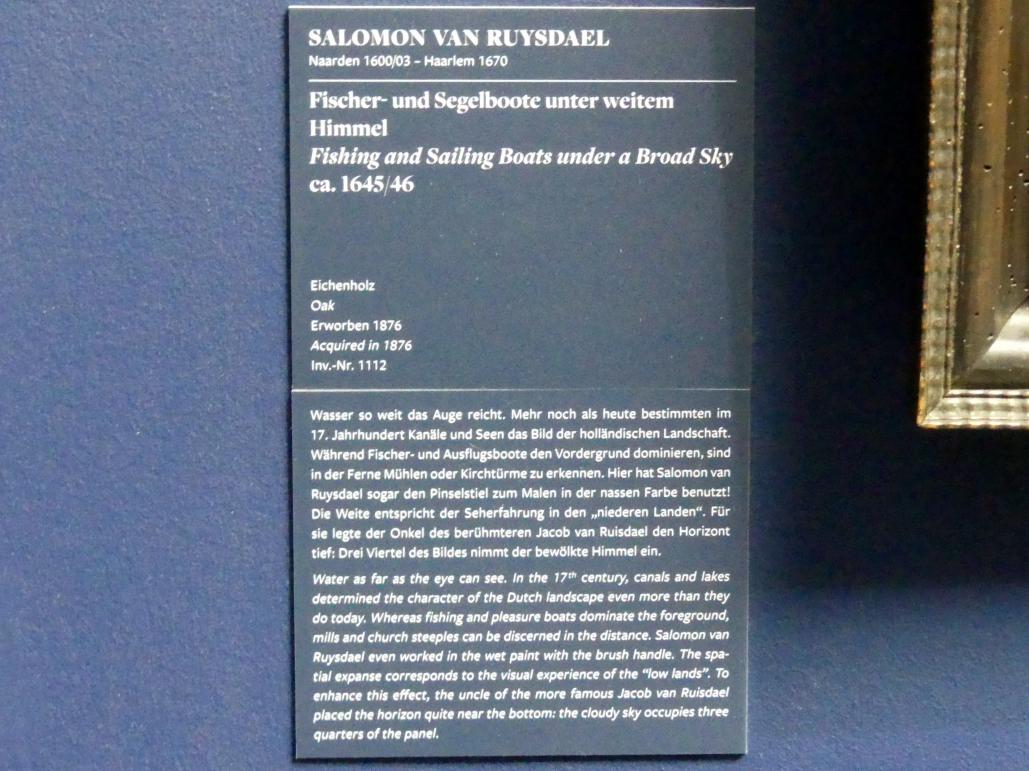 SALOMON VAN RUYSDAEL
Naarden 1600/03 – Haarlem 1670
Fischer- und Segelboote unter weitem
Himmel
Fishing and Sailing Boats under a Broad Sky
ca. 1645/46
Eichenholz
Oak
Erworben 1876
Acquired in 1876
Inv.-Nr. 1112
Wasser so weit das Auge reicht. Mehr noch als heute bestimmten im
17. Jahrhundert Kanäle und Seen das Bild der holländischen Landschaft.
Während Fischer- und Ausflugsboote den Vordergrund dominieren, sind
in der Ferne Mühlen oder Kirchtürme zu erkennen. Hier hat Salomon van
Ruysdael sogar den Pinselstiel zum Malen in der nassen Farbe benutzt!
Die Weite entspricht der Seherfahrung in den „niederen Landen“. Für
sie legte der Onkel des berühmteren Jacob van Ruisdael den Horizont
tief: Drei Viertel des Bildes nimmt der bewölkte Himmel ein.
Water as far as the eye can see. In the 17th century, canals and lakes
determined the character of the Dutch landscape even more than they
do today. Whereas fishing and pleasure boats dominate the foreground,
mills and church steeples can be discerned in the distance. Salomon van
Ruysdael even worked in the wet paint with the brush handle. The spa-
tial expanse corresponds to the visual experience of the “low lands”. To
enhance this effect, the uncle of the more famous Jacob van Ruisdael
placed the horizon quite near the bottom: the cloudy sky occupies three
quarters of the panel.